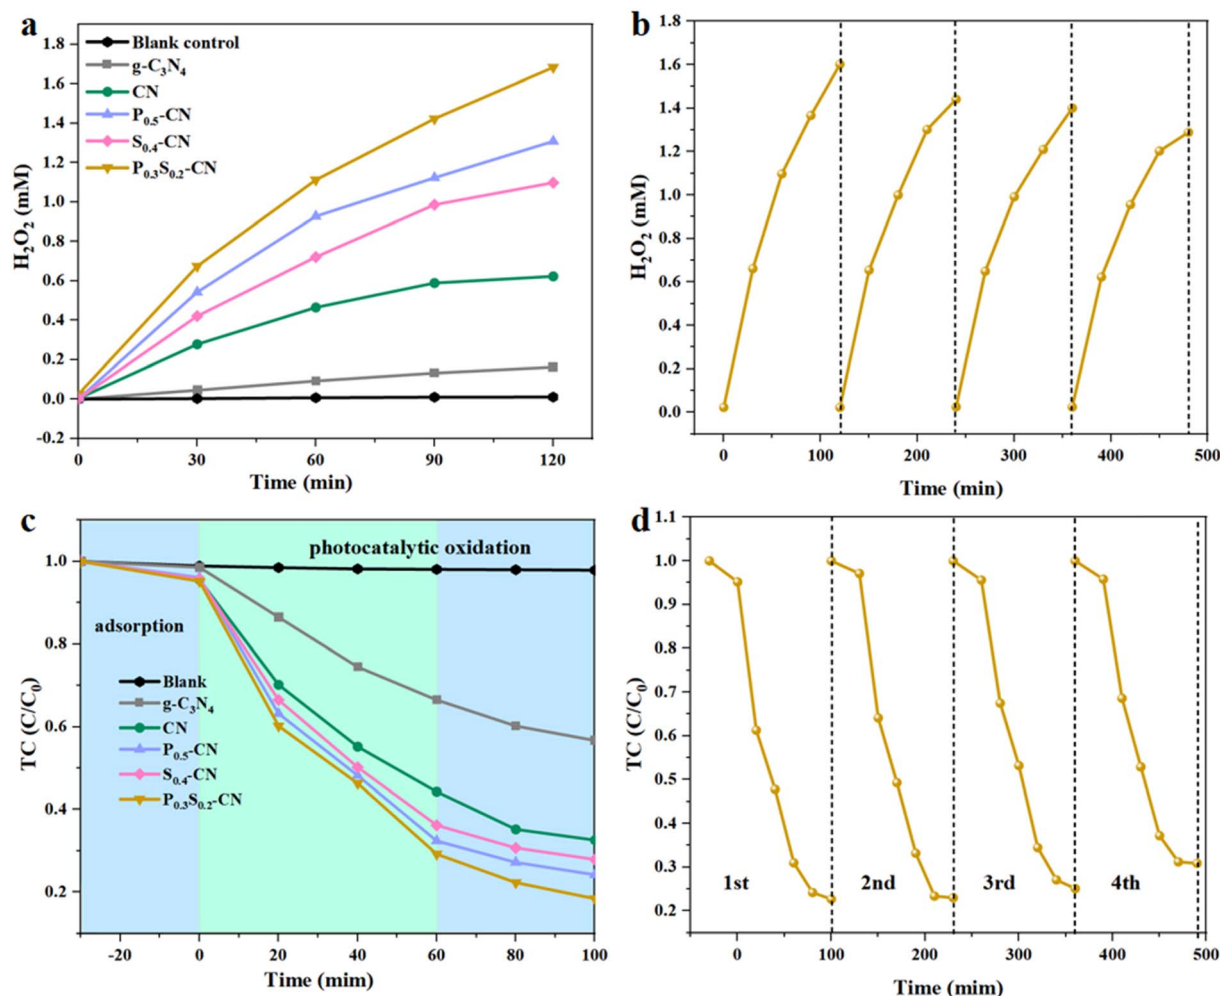 a
H₂O₂ (mM)
1.8
1.6
1.4
1.2
1.0
0.8
0.6
0.4
0.2
0.0
-0.2
Blank control
g-C₃N₄
CN
P₀.₅-CN
S₀.₄-CN
P₀.₃S₀.₂-CN
0 30 60 90 120
Time (min)
b
H₂O₂ (mM)
1.8
1.6
1.4
1.2
1.0
0.8
0.6
0.4
0.2
0.0
0 100 200 300 400 500
Time (min)
c
TC (C/C₀)
1.0
0.8
0.6
0.4
0.2
photocatalytic oxidation
adsorption
Blank
g-C₃N₄
CN
P₀.₅-CN
S₀.₄-CN
P₀.₃S₀.₂-CN
-20 0 20 40 60 80 100
Time (mim)
d
TC (C/C₀)
1.1
1.0
0.9
0.8
0.7
0.6
0.5
0.4
0.3
0.2
1st 2nd 3rd 4th
0 100 200 300 400 500
Time (mim)